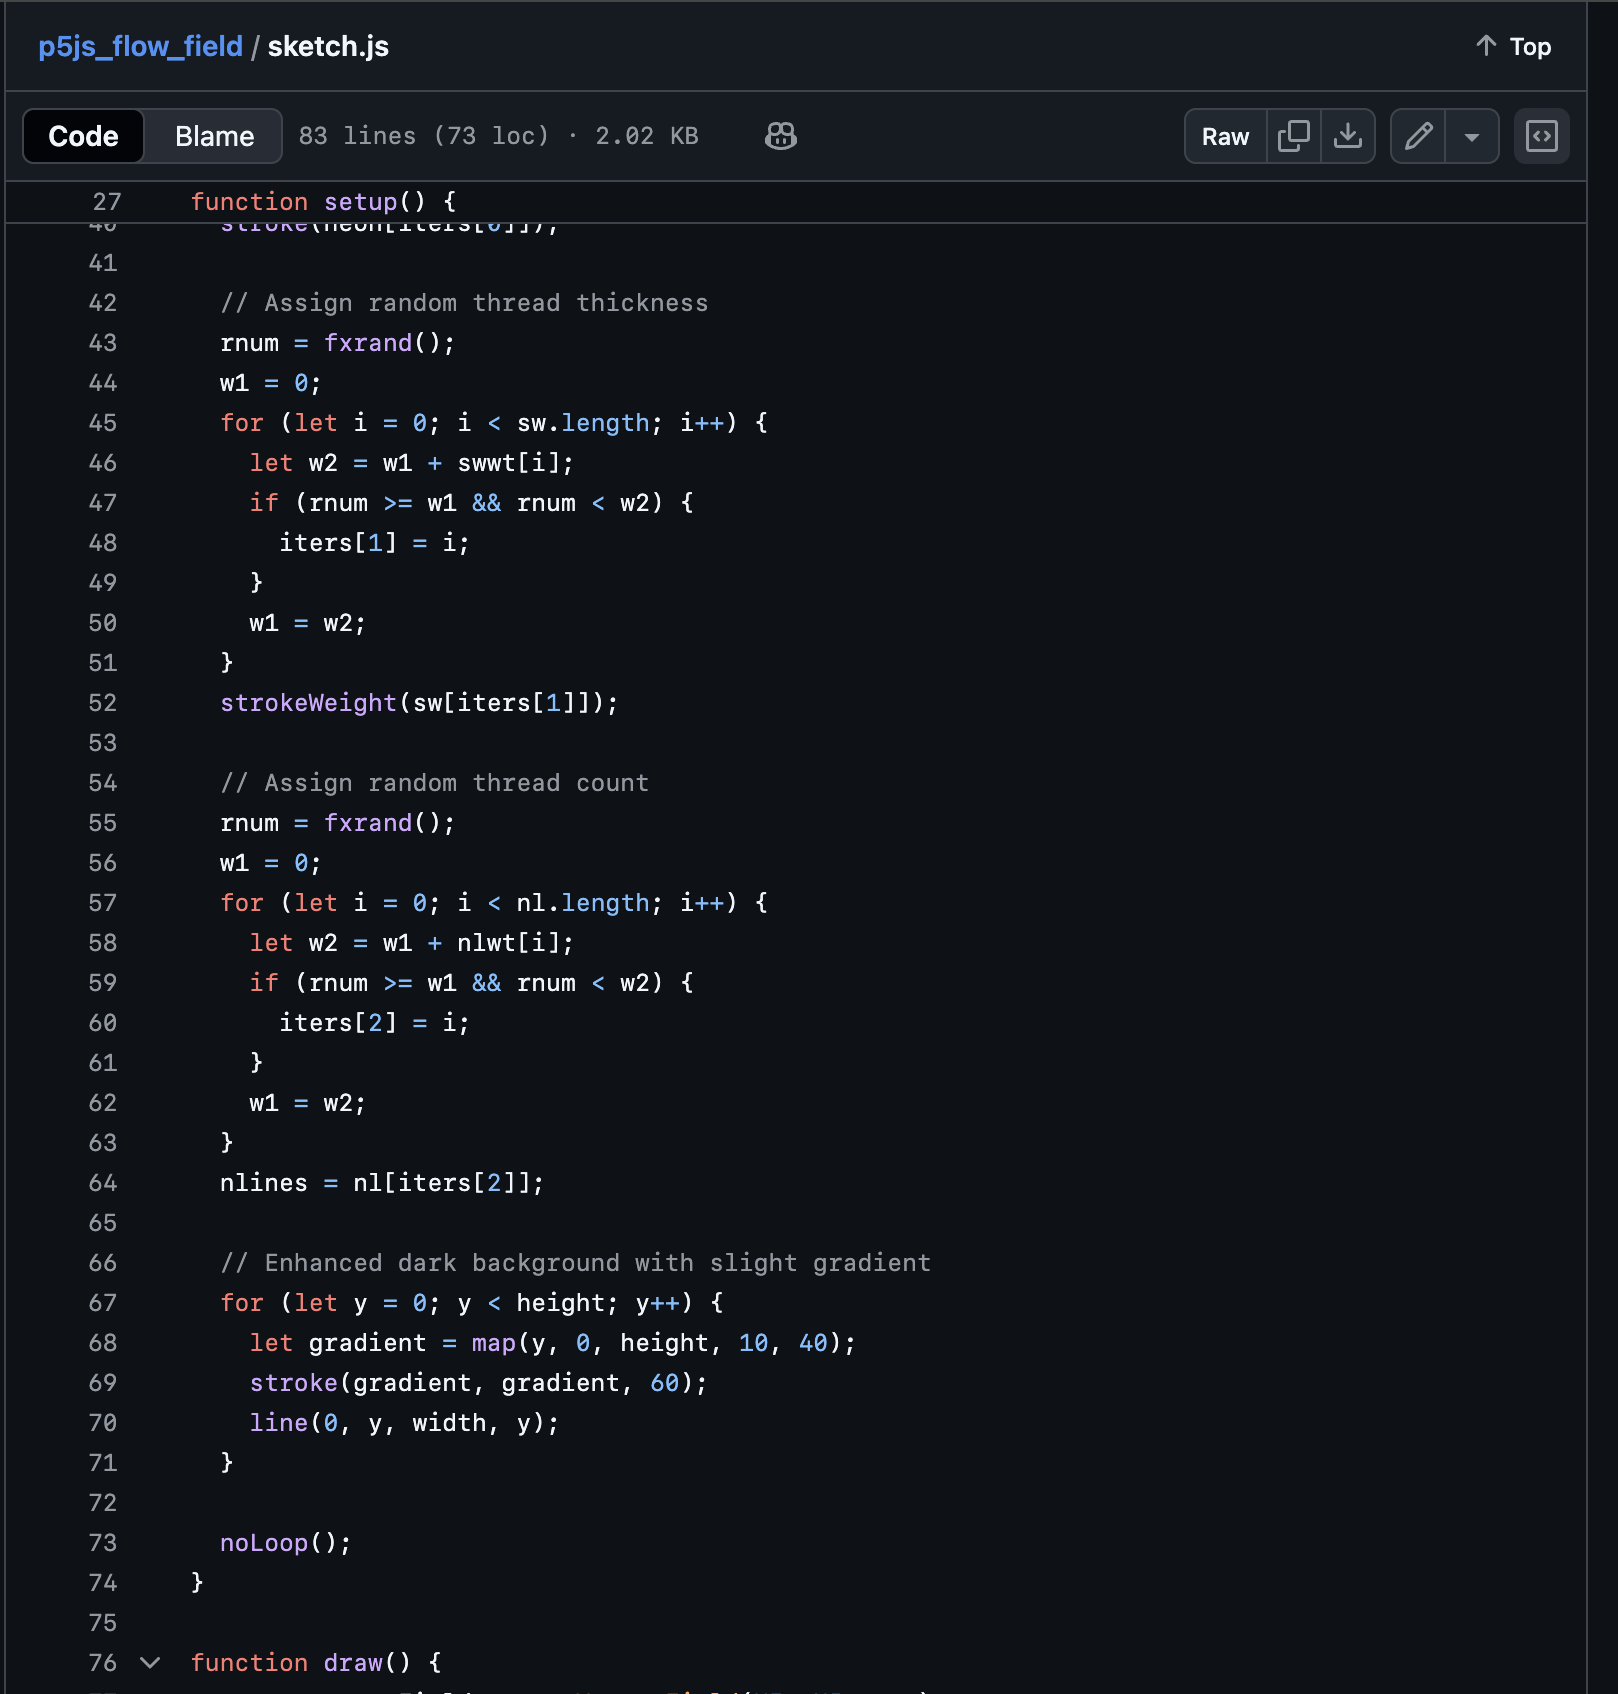 p5js_flow_field / sketch.js
Top
Code Blame 83 lines (73 loc) · 2.02 KB Raw
27 function setup() {
40 stroke(neon[iters[0]]);
41
42 // Assign random thread thickness
43 rnum = fxrand();
44 w1 = 0;
45 for (let i = 0; i < sw.length; i++) {
46 let w2 = w1 + swwt[i];
47 if (rnum >= w1 && rnum < w2) {
48 iters[1] = i;
49 }
50 w1 = w2;
51 }
52 strokeWeight(sw[iters[1]]);
53
54 // Assign random thread count
55 rnum = fxrand();
56 w1 = 0;
57 for (let i = 0; i < nl.length; i++) {
58 let w2 = w1 + nlwt[i];
59 if (rnum >= w1 && rnum < w2) {
60 iters[2] = i;
61 }
62 w1 = w2;
63 }
64 nlines = nl[iters[2]];
65
66 // Enhanced dark background with slight gradient
67 for (let y = 0; y < height; y++) {
68 let gradient = map(y, 0, height, 10, 40);
69 stroke(gradient, gradient, 60);
70 line(0, y, width, y);
71 }
72
73 noLoop();
74 }
75
76 function draw() {